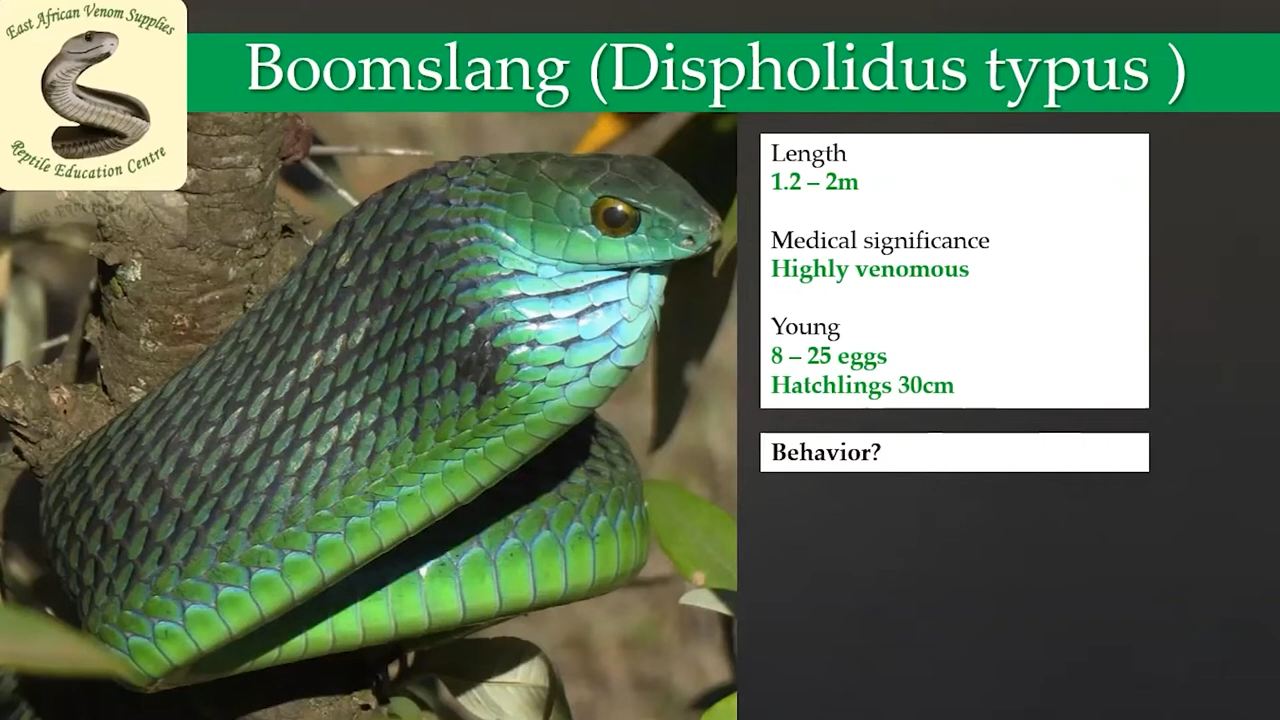 East African Venom Supplies
Reptile Education Centre
Boomslang (Dispholidus typus )
Length
1.2 – 2m
Medical significance
Highly venomous
Young
8 – 25 eggs
Hatchlings 30cm
Behavior?